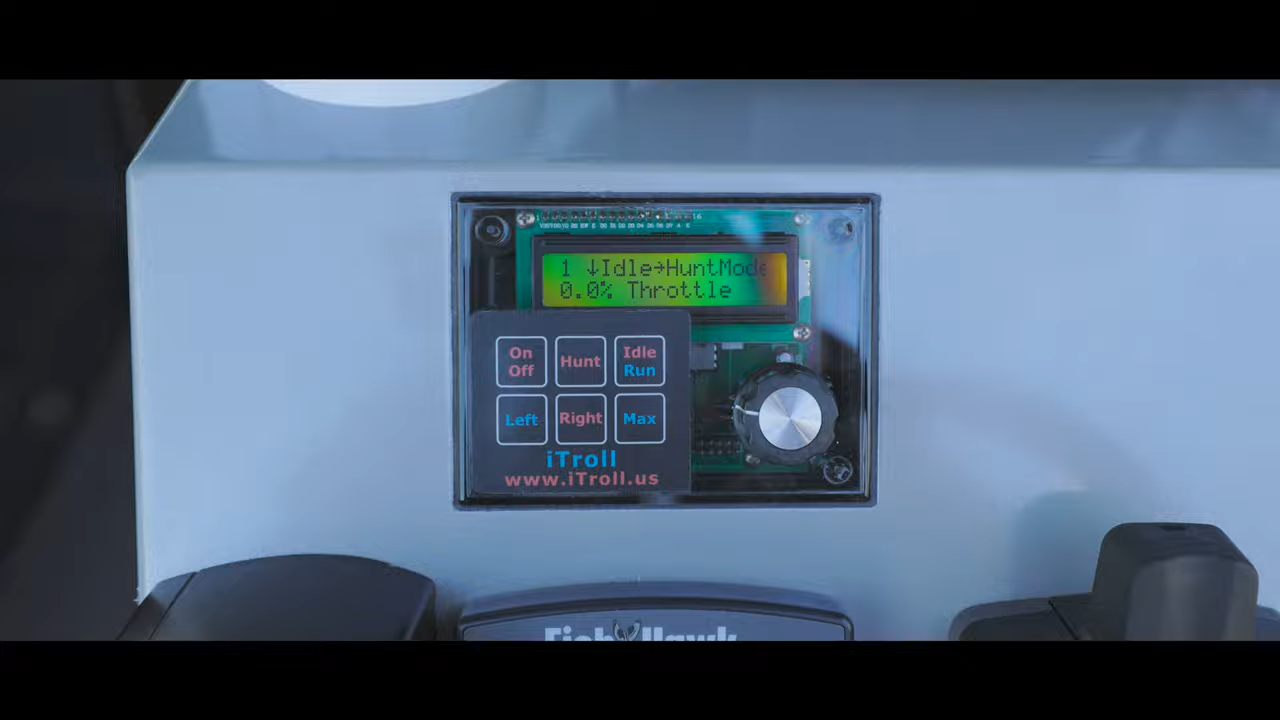 1 ↓Idle→HuntMode
0.0% Throttle
On Off
Hunt
Idle Run
Left
Right
Max
iTroll
www.iTroll.us